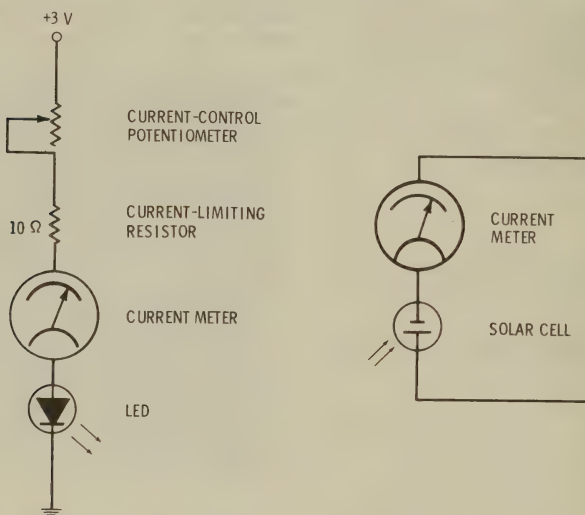 +3 V
CURRENT-CONTROL
POTENTIOMETER
10 Ω
CURRENT-LIMITING
RESISTOR
CURRENT METER
LED
CURRENT
METER
SOLAR CELL